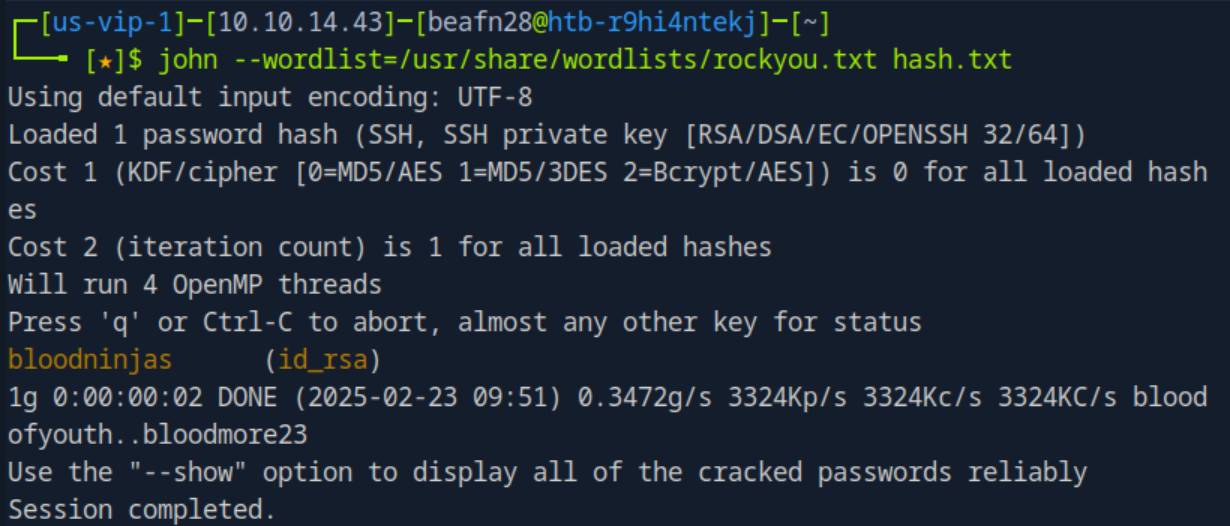 ┌─[us-vip-1]─[10.10.14.43]─[beafn28@htb-r9hi4ntekj]─[~]
└──╼ [★]$ john --wordlist=/usr/share/wordlists/rockyou.txt hash.txt
Using default input encoding: UTF-8
Loaded 1 password hash (SSH, SSH private key [RSA/DSA/EC/OPENSSH 32/64])
Cost 1 (KDF/cipher [0=MD5/AES 1=MD5/3DES 2=Bcrypt/AES]) is 0 for all loaded hash
es
Cost 2 (iteration count) is 1 for all loaded hashes
Will run 4 OpenMP threads
Press 'q' or Ctrl-C to abort, almost any other key for status
bloodninjas      (id_rsa)
1g 0:00:00:02 DONE (2025-02-23 09:51) 0.3472g/s 3324Kp/s 3324Kc/s 3324KC/s blood
ofyouth..bloodmore23
Use the "--show" option to display all of the cracked passwords reliably
Session completed.